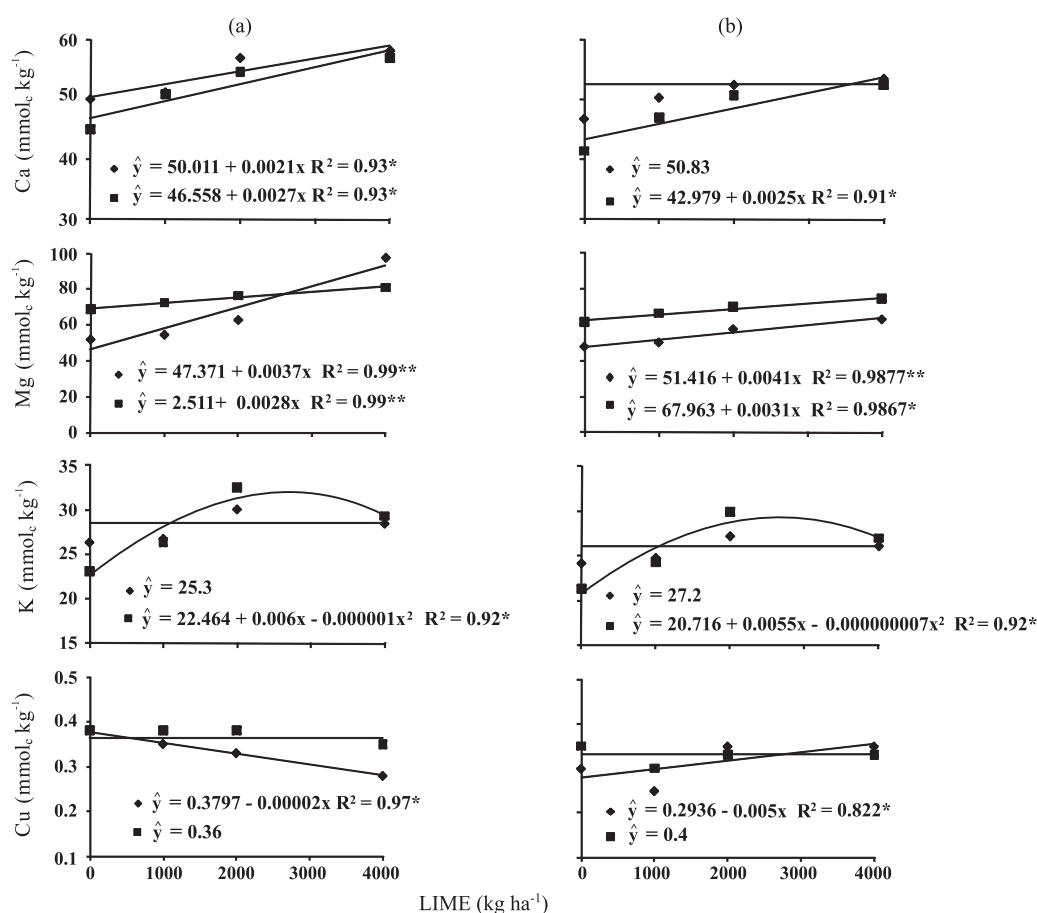 (a)
(b)
Ca (mmol_c kg⁻¹)
60
50
40
30
ŷ = 50.011 + 0.0021x R² = 0.93*
ŷ = 46.558 + 0.0027x R² = 0.93*
ŷ = 50.83
ŷ = 42.979 + 0.0025x R² = 0.91*
Mg (mmol_c kg⁻¹)
100
80
60
40
20
0
ŷ = 47.371 + 0.0037x R² = 0.99**
ŷ = 2.511+ 0.0028x R² = 0.99**
ŷ = 51.416 + 0.0041x R² = 0.9877**
ŷ = 67.963 + 0.0031x R² = 0.9867*
K (mmol_c kg⁻¹)
35
30
25
20
15
ŷ = 25.3
ŷ = 22.464 + 0.006x - 0.000001x² R² = 0.92*
ŷ = 27.2
ŷ = 20.716 + 0.0055x - 0.000000007x² R² = 0.92*
Cu (mmol_c kg⁻¹)
0.5
0.4
0.3
0.2
0.1
ŷ = 0.3797 - 0.00002x R² = 0.97*
ŷ = 0.36
ŷ = 0.2936 - 0.005x R² = 0.822*
ŷ = 0.4
0 1000 2000 3000 4000
0 1000 2000 3000 4000
LIME (kg ha⁻¹)